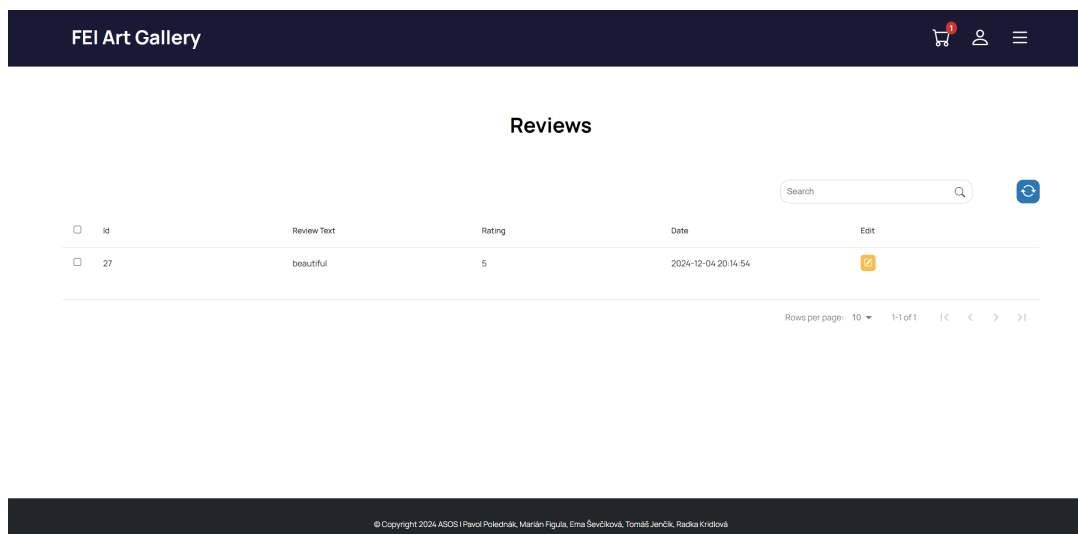 FEI Art Gallery
1
Reviews
Search
Id Review Text Rating Date Edit
27 beautiful 5 2024-12-04 20:14:54
Rows per page: 10 1-1 of 1
© Copyright 2024 ASOS | Pavol Polednák, Marián Figula, Ema Ševčíková, Tomáš Jenčík, Radka Kridlová